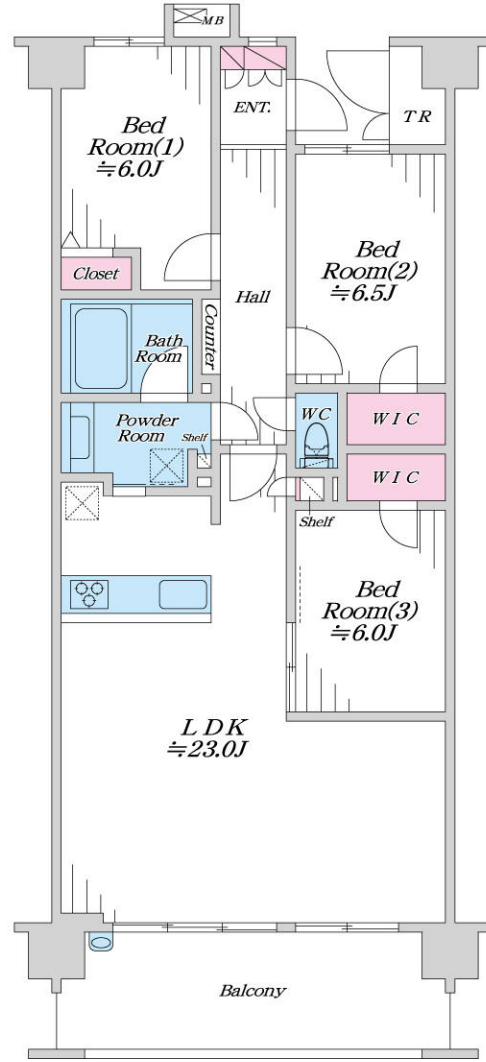 MB
ENT.
TR
Bed
Room(1)
≒6.0J
Bed
Room(2)
≒6.5J
Closet
Hall
Counter
Bath
Room
Powder
Room
Shelf
WC
WIC
WIC
Shelf
Bed
Room(3)
≒6.0J
LDK
≒23.0J
Balcony